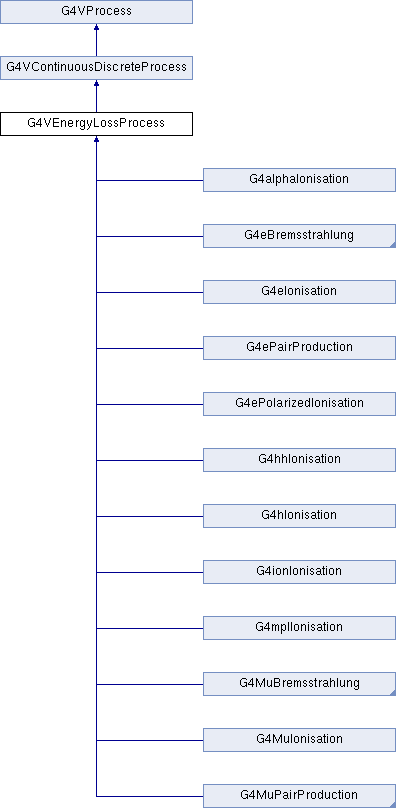 G4VProcess
G4VContinuousDiscreteProcess
G4VEnergyLossProcess
G4alphaIonisation
G4eBremsstrahlung
G4eIonisation
G4ePairProduction
G4ePolarizedIonisation
G4hhIonisation
G4hIonisation
G4ionIonisation
G4mplIonisation
G4MuBremsstrahlung
G4MuIonisation
G4MuPairProduction